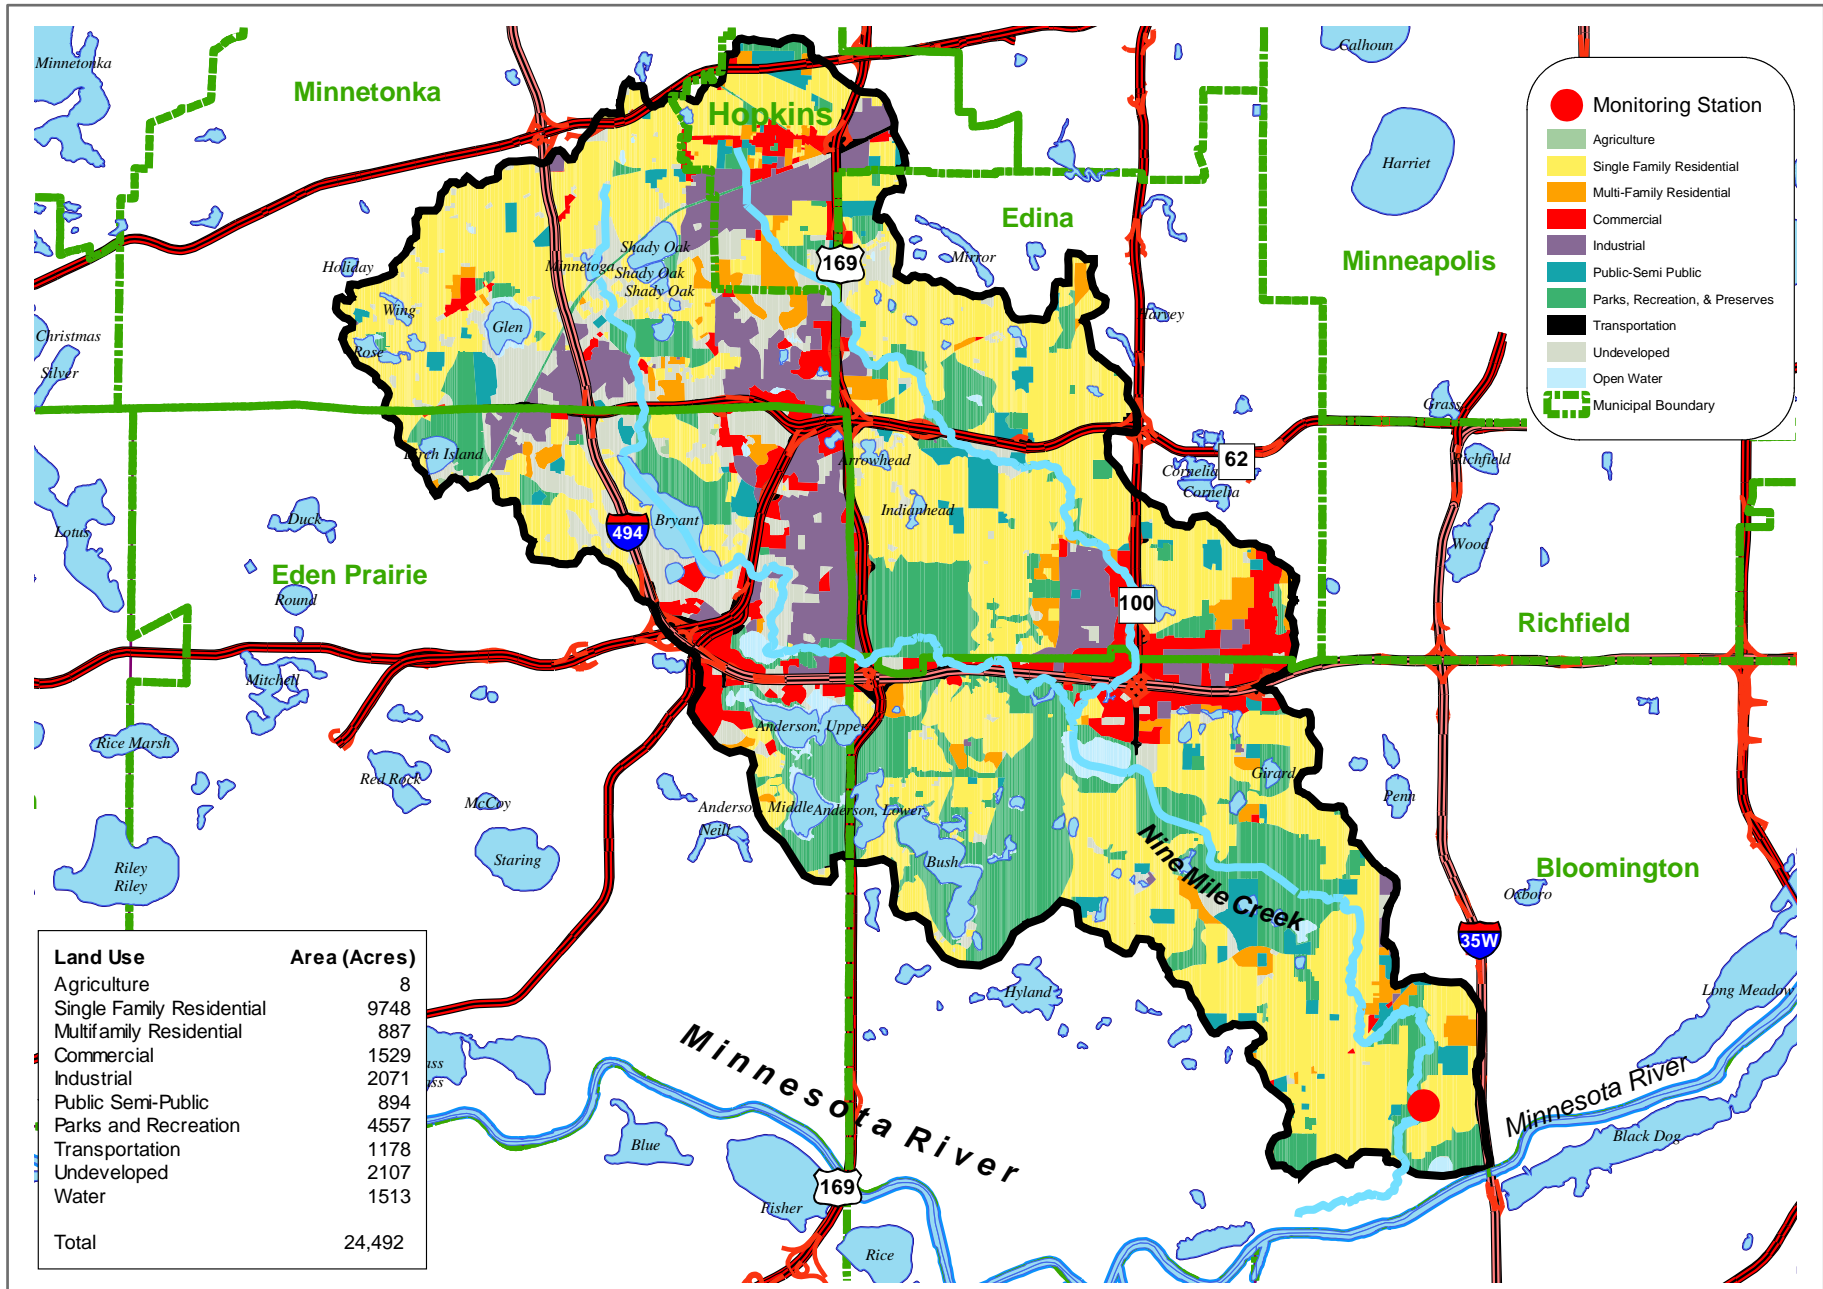 Minnetonka
Calhoun
Minnetonka
Hopkins
Harriet
Edina
Minneapolis
Monitoring Station
Agriculture
Single Family Residential
Multi-Family Residential
Commercial
Industrial
Public-Semi Public
Parks, Recreation, & Preserves
Transportation
Undeveloped
Open Water
Municipal Boundary
Shady Oak
Minnetoga
Shady Oak
Shady Oak
169
Mirror
Holiday
Wing
Glen
Rose
Harvey
Christmas
Silver
Grass
Birch Island
Arrowhead
62
Cornelia
Cornelia
Richfield
Lotus
Duck
494
Bryant
Indianhead
Wood
Eden Prairie
Round
100
Richfield
Mitchell
Rice Marsh
Anderson, Upper
Red Rock
McCoy
Anderson, Middle
Anderson, Lower
Neill
Girard
Penn
Riley
Riley
Staring
Bush
Nine Mile Creek
Bloomington
Oxboro
35W
Hyland
Long Meadow
Land Use Area (Acres)
Agriculture 8
Single Family Residential 9748
Multifamily Residential 887
Commercial 1529
Industrial 2071
Public Semi-Public 894
Parks and Recreation 4557
Transportation 1178
Undeveloped 2107
Water 1513
Total 24,492
Minnesota River
Minnesota River
Black Dog
Blue
169
Fisher
Rice